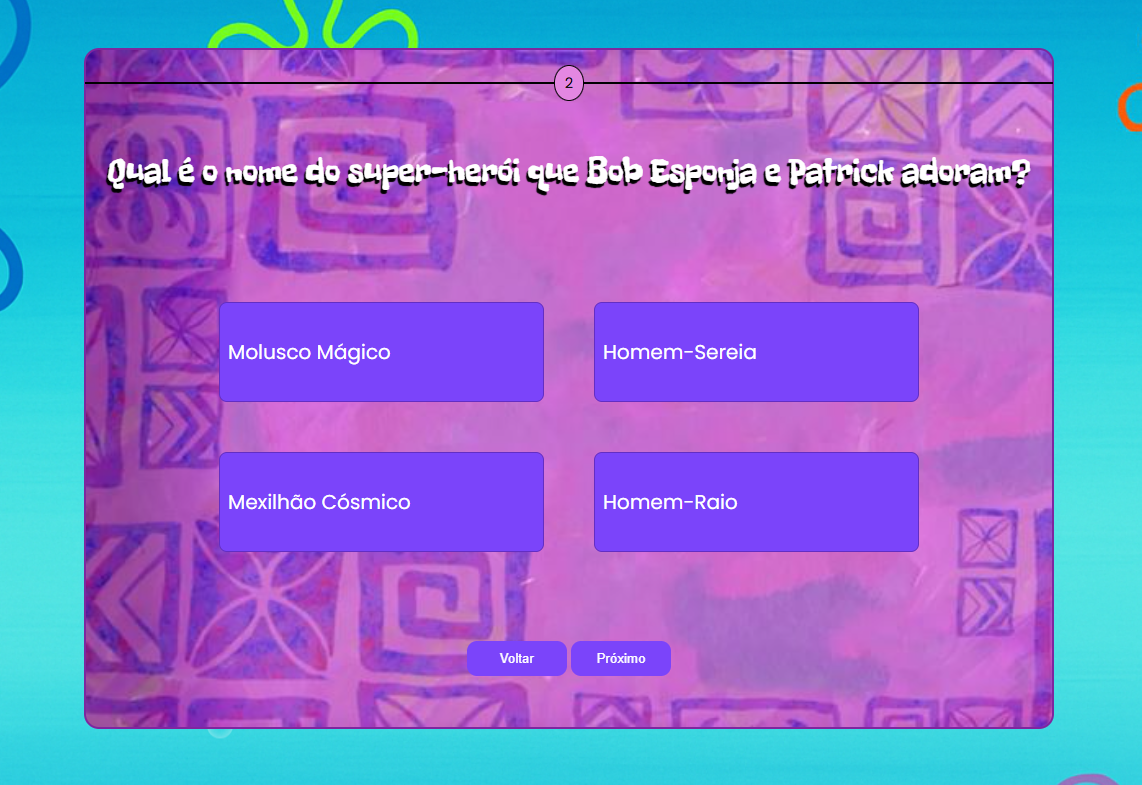 2
Qual é o nome do super-herói que Bob Esponja e Patrick adoram?
Molusco Mágico
Homem-Sereia
Mexilhão Cósmico
Homem-Raio
Voltar
Próximo